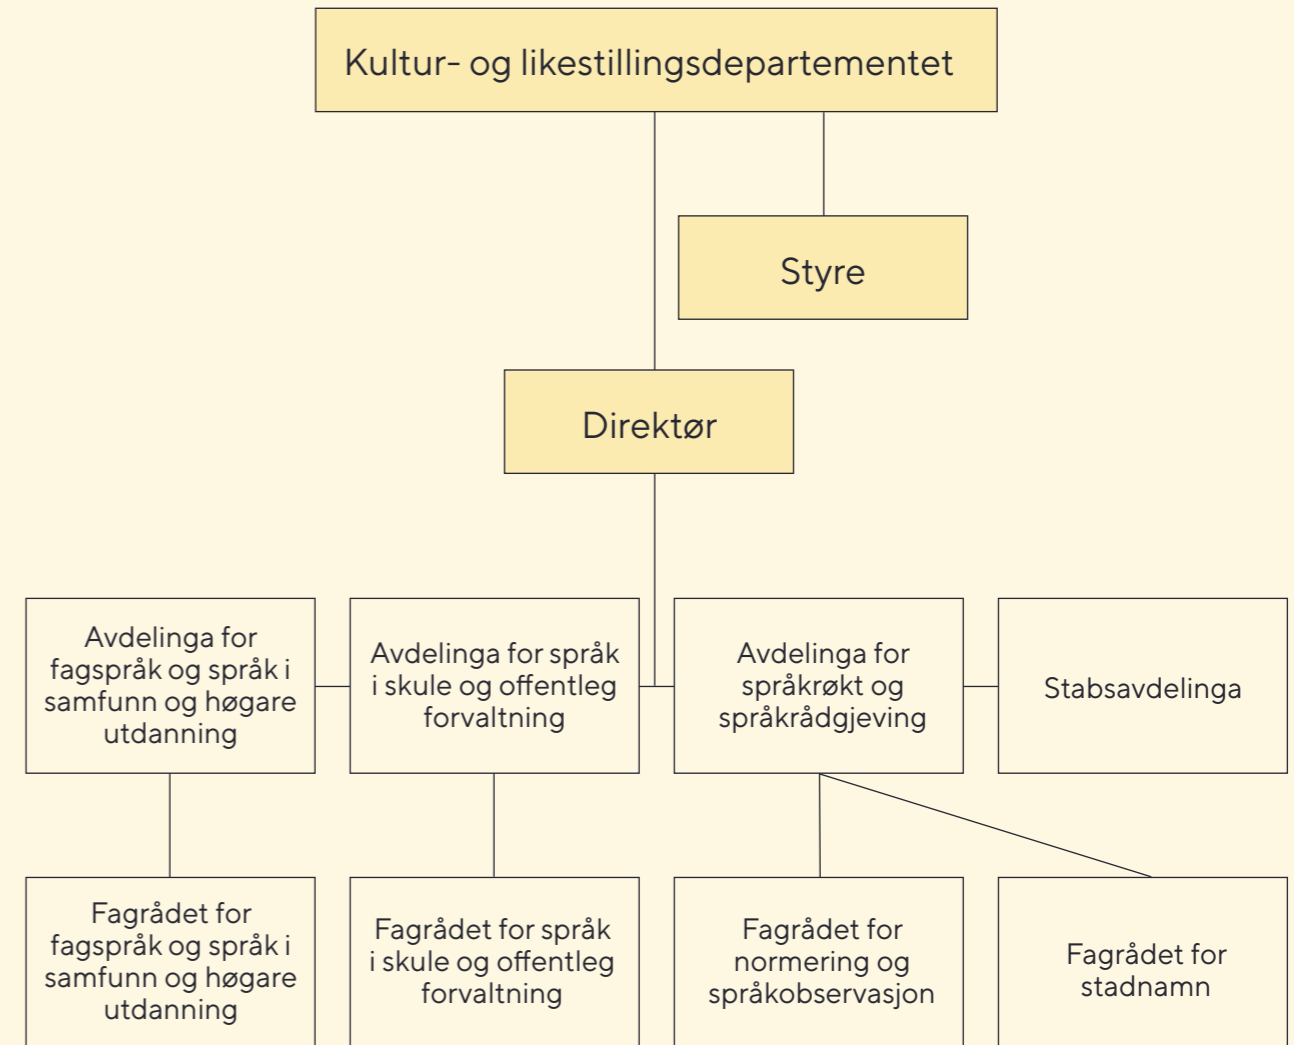 Kultur- og likestillingsdepartementet
Styre
Direktør
Avdelinga for
fagspråk og språk i
samfunn og høgare
utdanning
Avdelinga for språk
i skule og offentleg
forvaltning
Avdelinga for
språkrøkt og
språkrådgjeving
Stabsavdelinga
Fagrådet for
fagspråk og språk i
samfunn og høgare
utdanning
Fagrådet for språk
i skule og offentleg
forvaltning
Fagrådet for
normering og
språkobservasjon
Fagrådet for
stadnamn